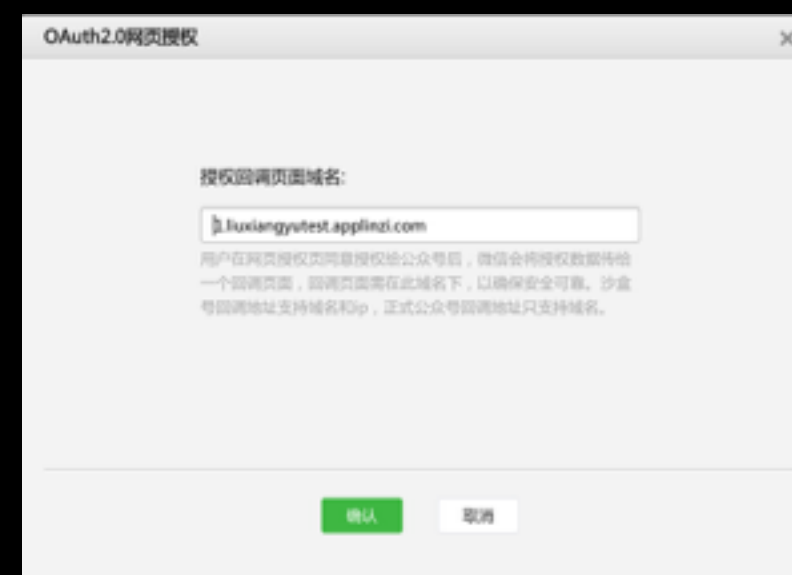 OAuth2.0网页授权
授权回调页面域名:
1.liuxiangyutest.applinzi.com
用户在网页授权页同意授权给公众号后，微信会将授权数据传给
一个回调页面，回调页面需在此域名下，以确保安全可靠。沙盒
号回调地址支持域名和ip，正式公众号回调地址只支持域名。
确认
取消